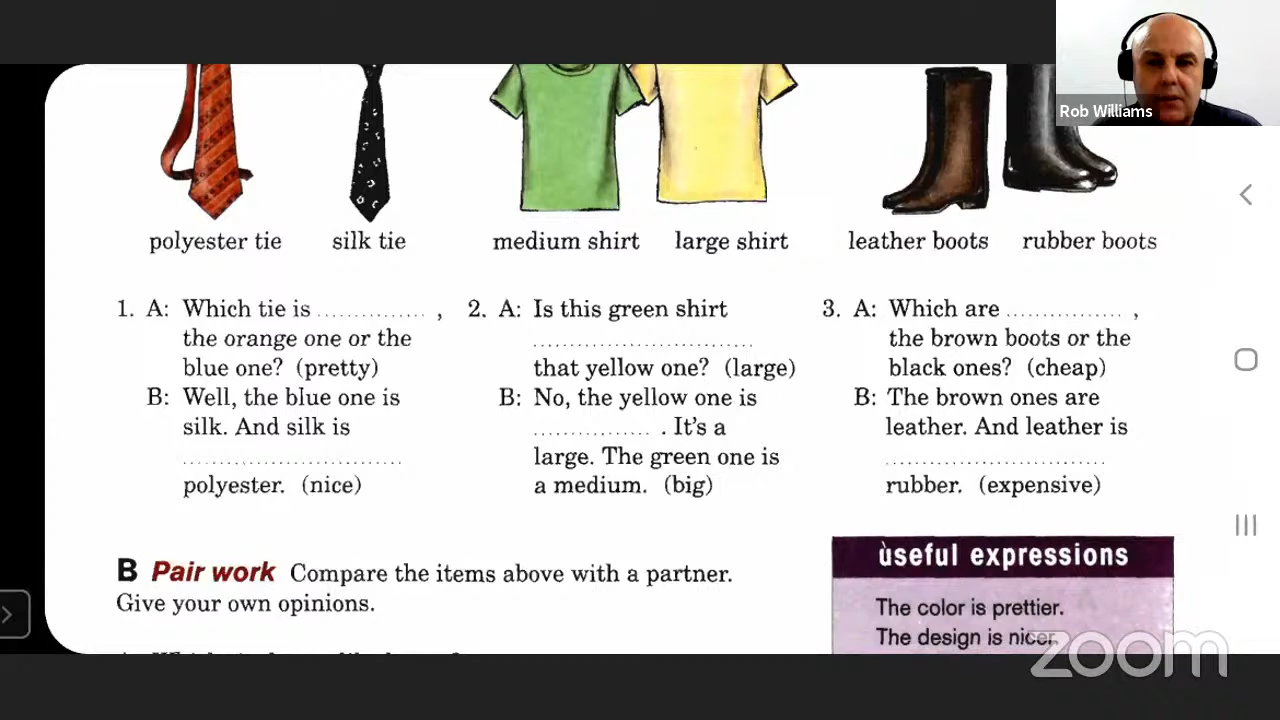 Rob Williams
polyester tie silk tie medium shirt large shirt leather boots rubber boots
1. A: Which tie is ............... ,
the orange one or the
blue one? (pretty)
B: Well, the blue one is
silk. And silk is
..............................
polyester. (nice)
2. A: Is this green shirt
..............................
that yellow one? (large)
B: No, the yellow one is
................ . It's a
large. The green one is
a medium. (big)
3. A: Which are ................ ,
the brown boots or the
black ones? (cheap)
B: The brown ones are
leather. And leather is
..............................
rubber. (expensive)
B Pair work Compare the items above with a partner.
Give your own opinions.
ùseful expressions
The color is prettier.
The design is nicer.
zoom